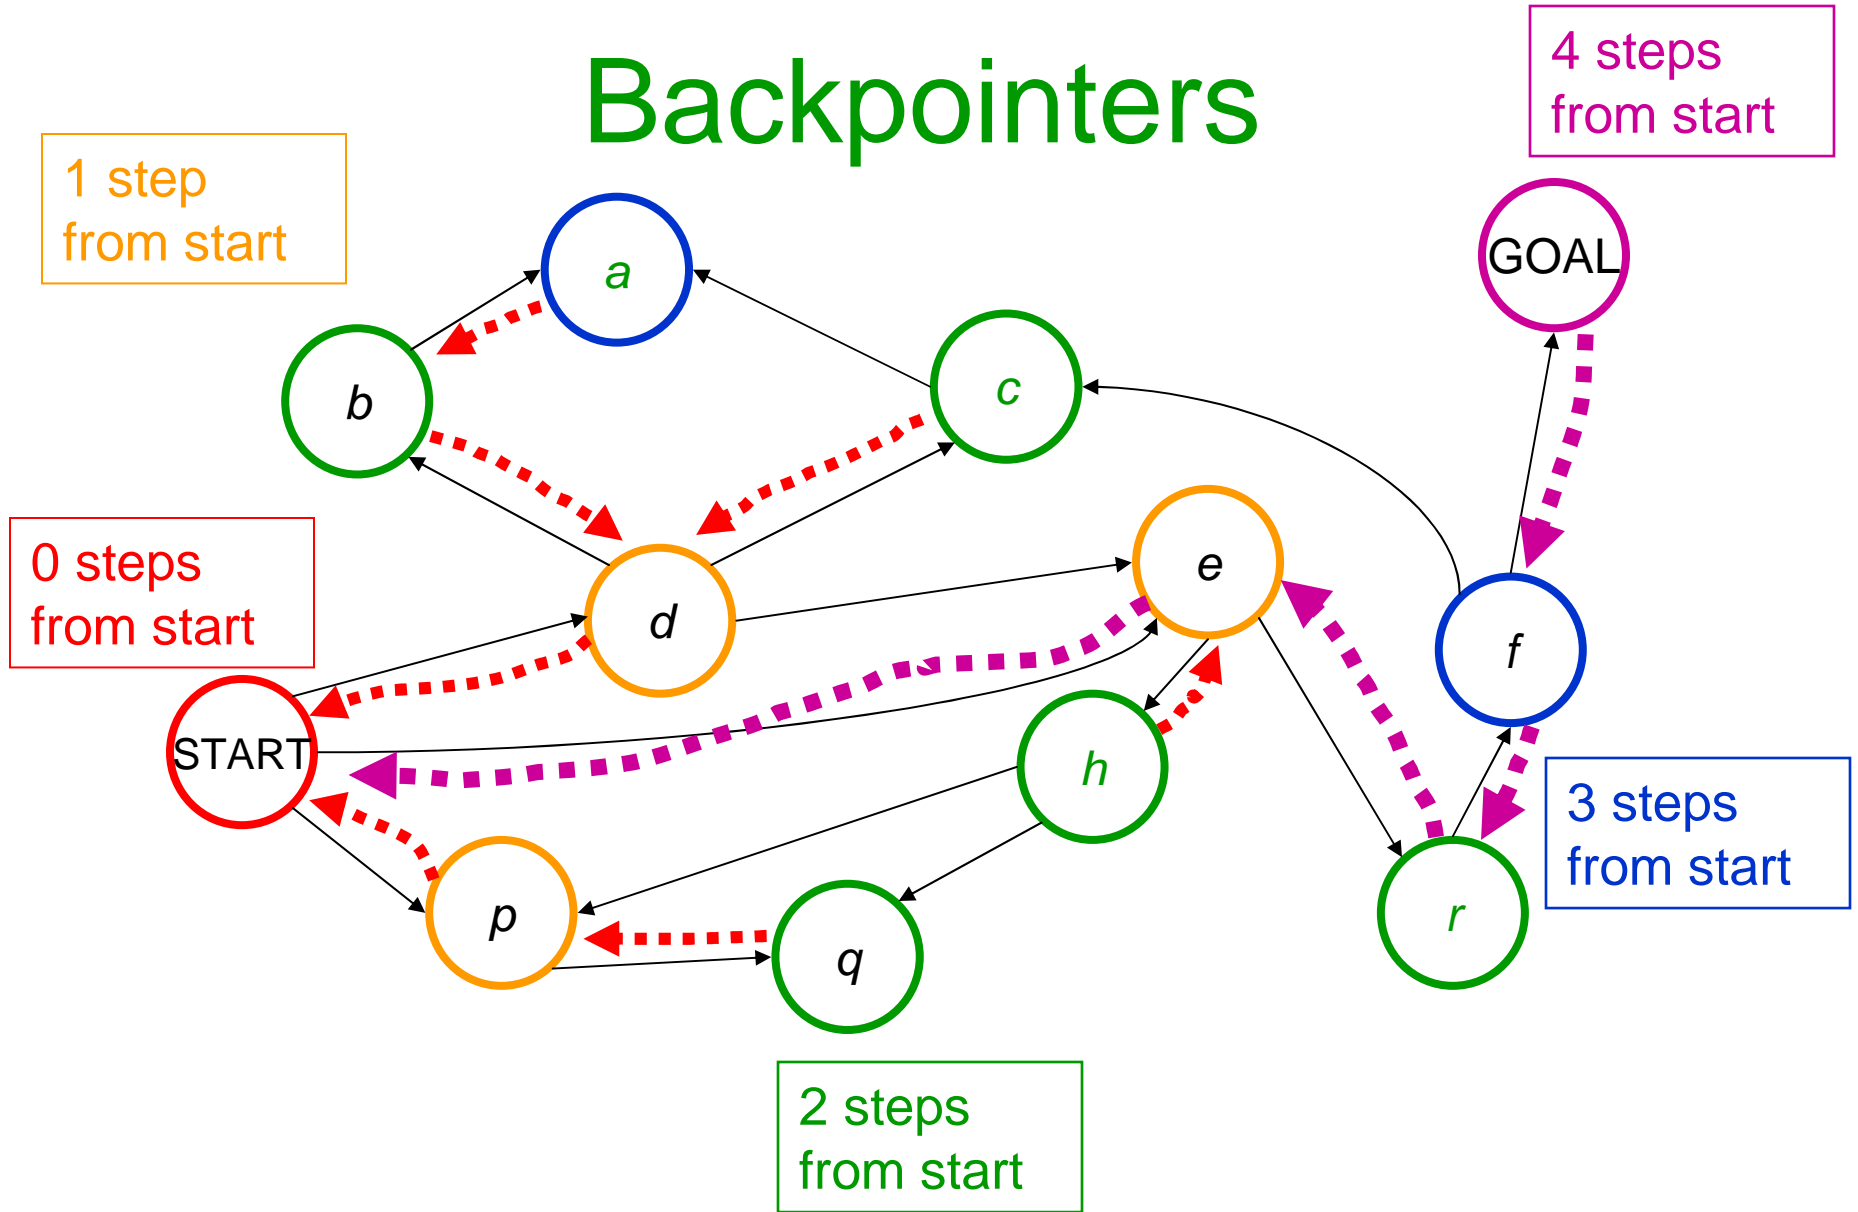 Backpointers
4 steps
from start
1 step
from start
a
GOAL
b
c
0 steps
from start
e
d
f
START
h
3 steps
from start
p
q
r
2 steps
from start